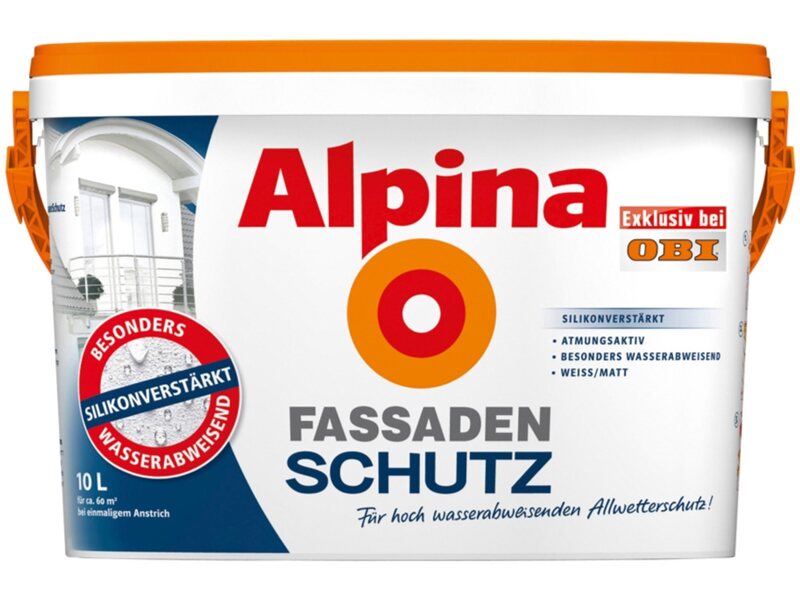 Alpina
Exklusiv bei
OBI
SILIKONVERSTÄRKT
• ATMUNGSAKTIV
• BESONDERS WASSERABWEISEND
• WEISS/MATT
BESONDERS
SILIKONVERSTÄRKT
WASSERABWEISEND
10 L
für ca. 60 m²
bei einmaligem Anstrich
FASSADEN
SCHUTZ
Für hoch wasserabweisenden Allwetterschutz!